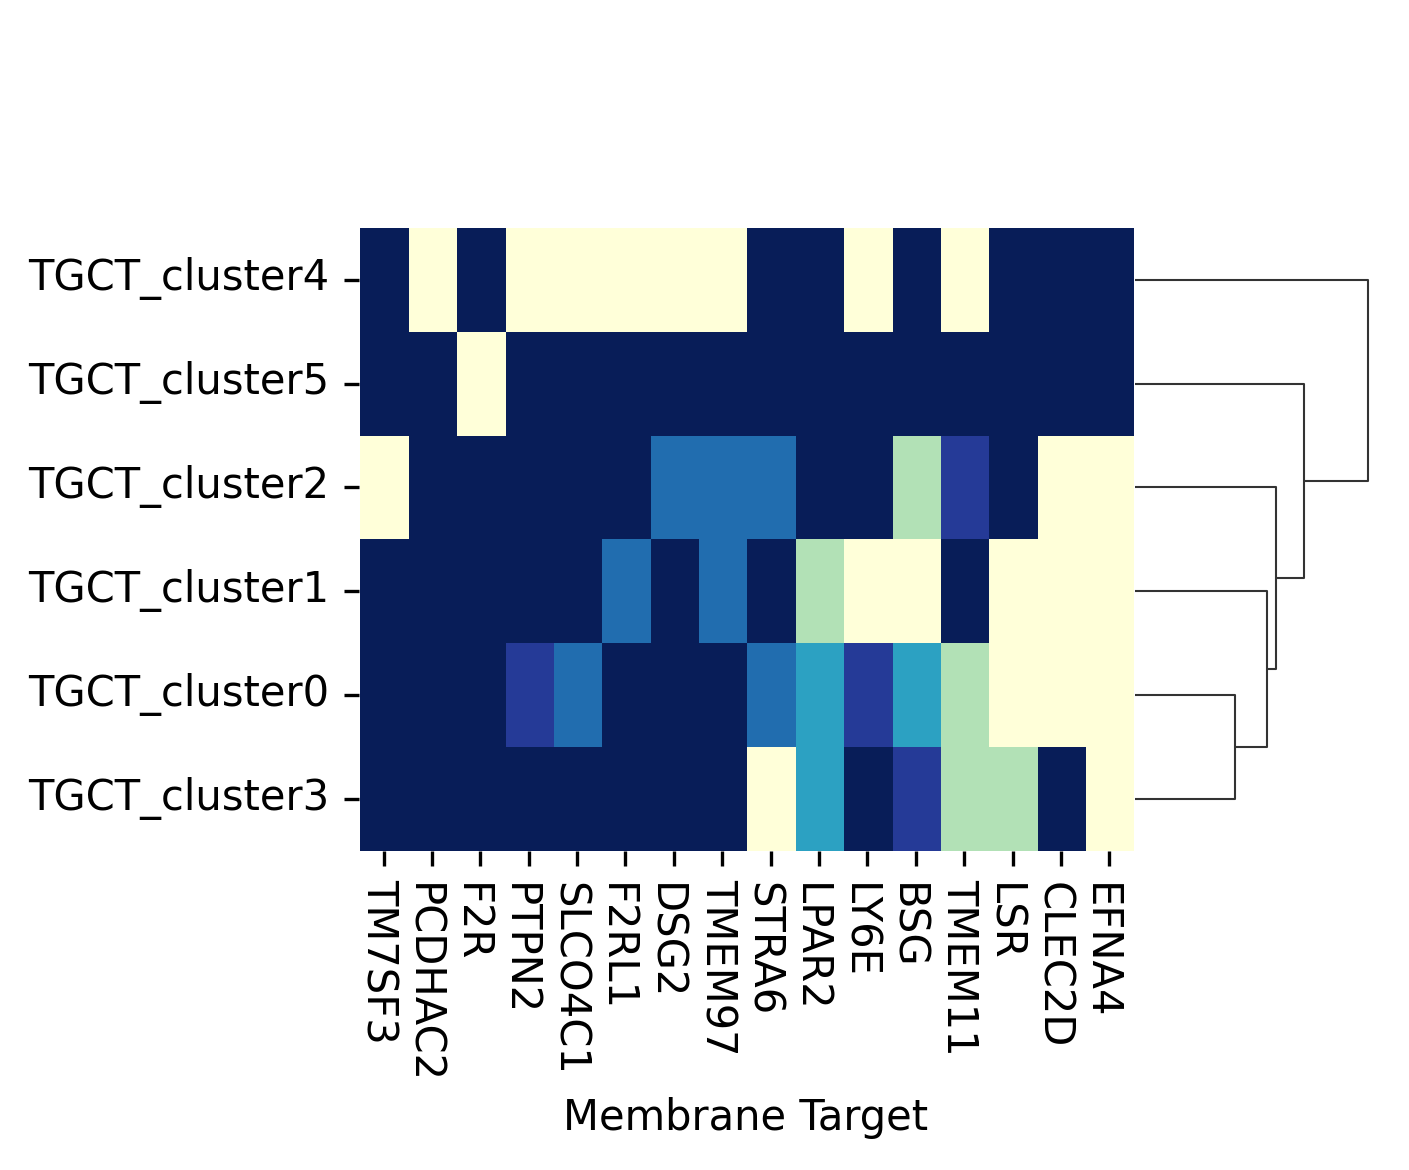 TGCT_cluster4
TGCT_cluster5
TGCT_cluster2
TGCT_cluster1
TGCT_cluster0
TGCT_cluster3
TM7SF3
PCDHAC2
F2R
PTPN2
SLCO4C1
F2RL1
DSG2
TMEM97
STRA6
LPAR2
LY6E
BSG
TMEM11
LSR
CLEC2D
EFNA4
Membrane Target